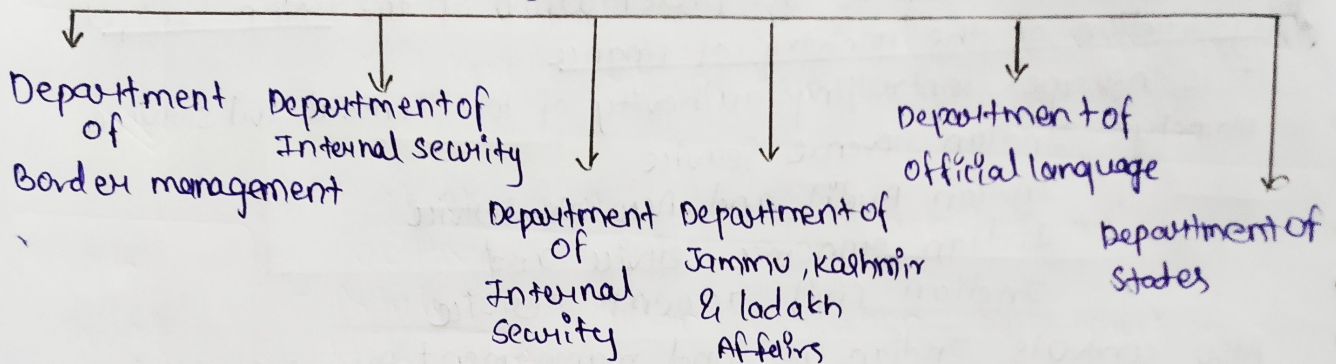 Department
of
Border management
Department of
Internal security
Department
of
Internal
security
Department of
Jammu, Kashmir
& ladakh
Affairs
Department of
official language
Department of
states